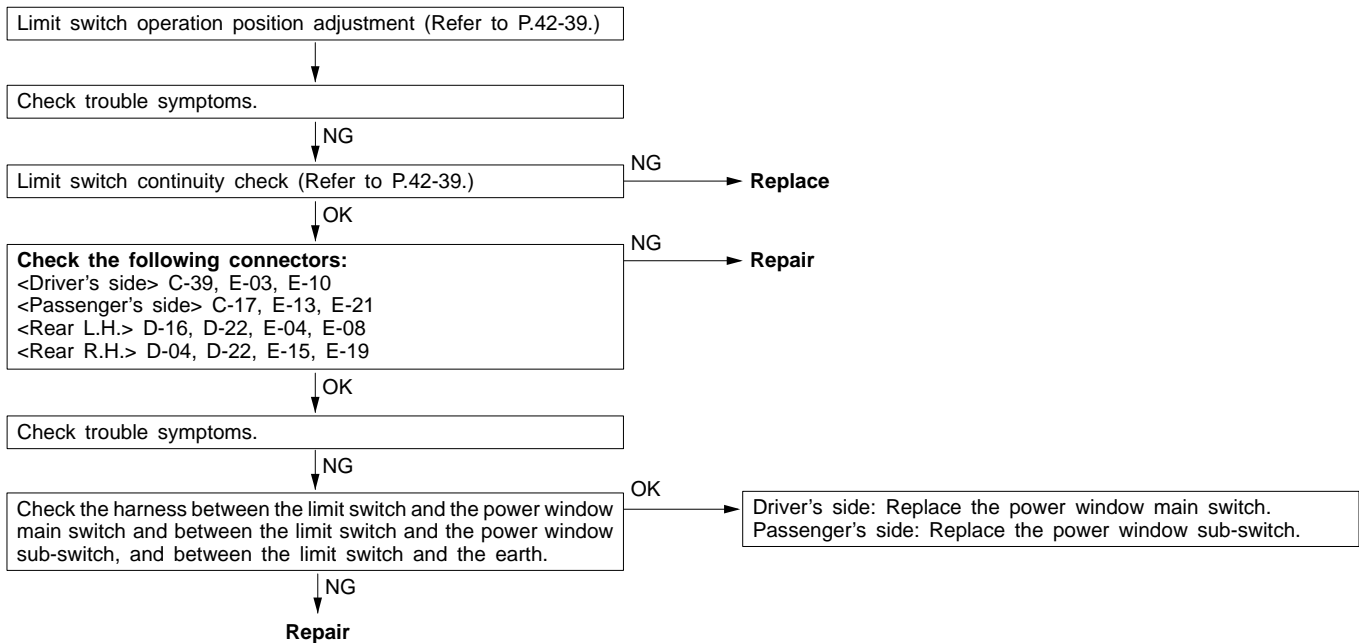 Limit switch operation position adjustment (Refer to P.42-39.)
Check trouble symptoms.
NG
Limit switch continuity check (Refer to P.42-39.)
NG
Replace
OK
Check the following connectors:
<Driver's side> C-39, E-03, E-10
<Passenger's side> C-17, E-13, E-21
<Rear L.H.> D-16, D-22, E-04, E-08
<Rear R.H.> D-04, D-22, E-15, E-19
NG
Repair
OK
Check trouble symptoms.
NG
Check the harness between the limit switch and the power window
main switch and between the limit switch and the power window
sub-switch, and between the limit switch and the earth.
OK
Driver's side: Replace the power window main switch.
Passenger's side: Replace the power window sub-switch.
NG
Repair